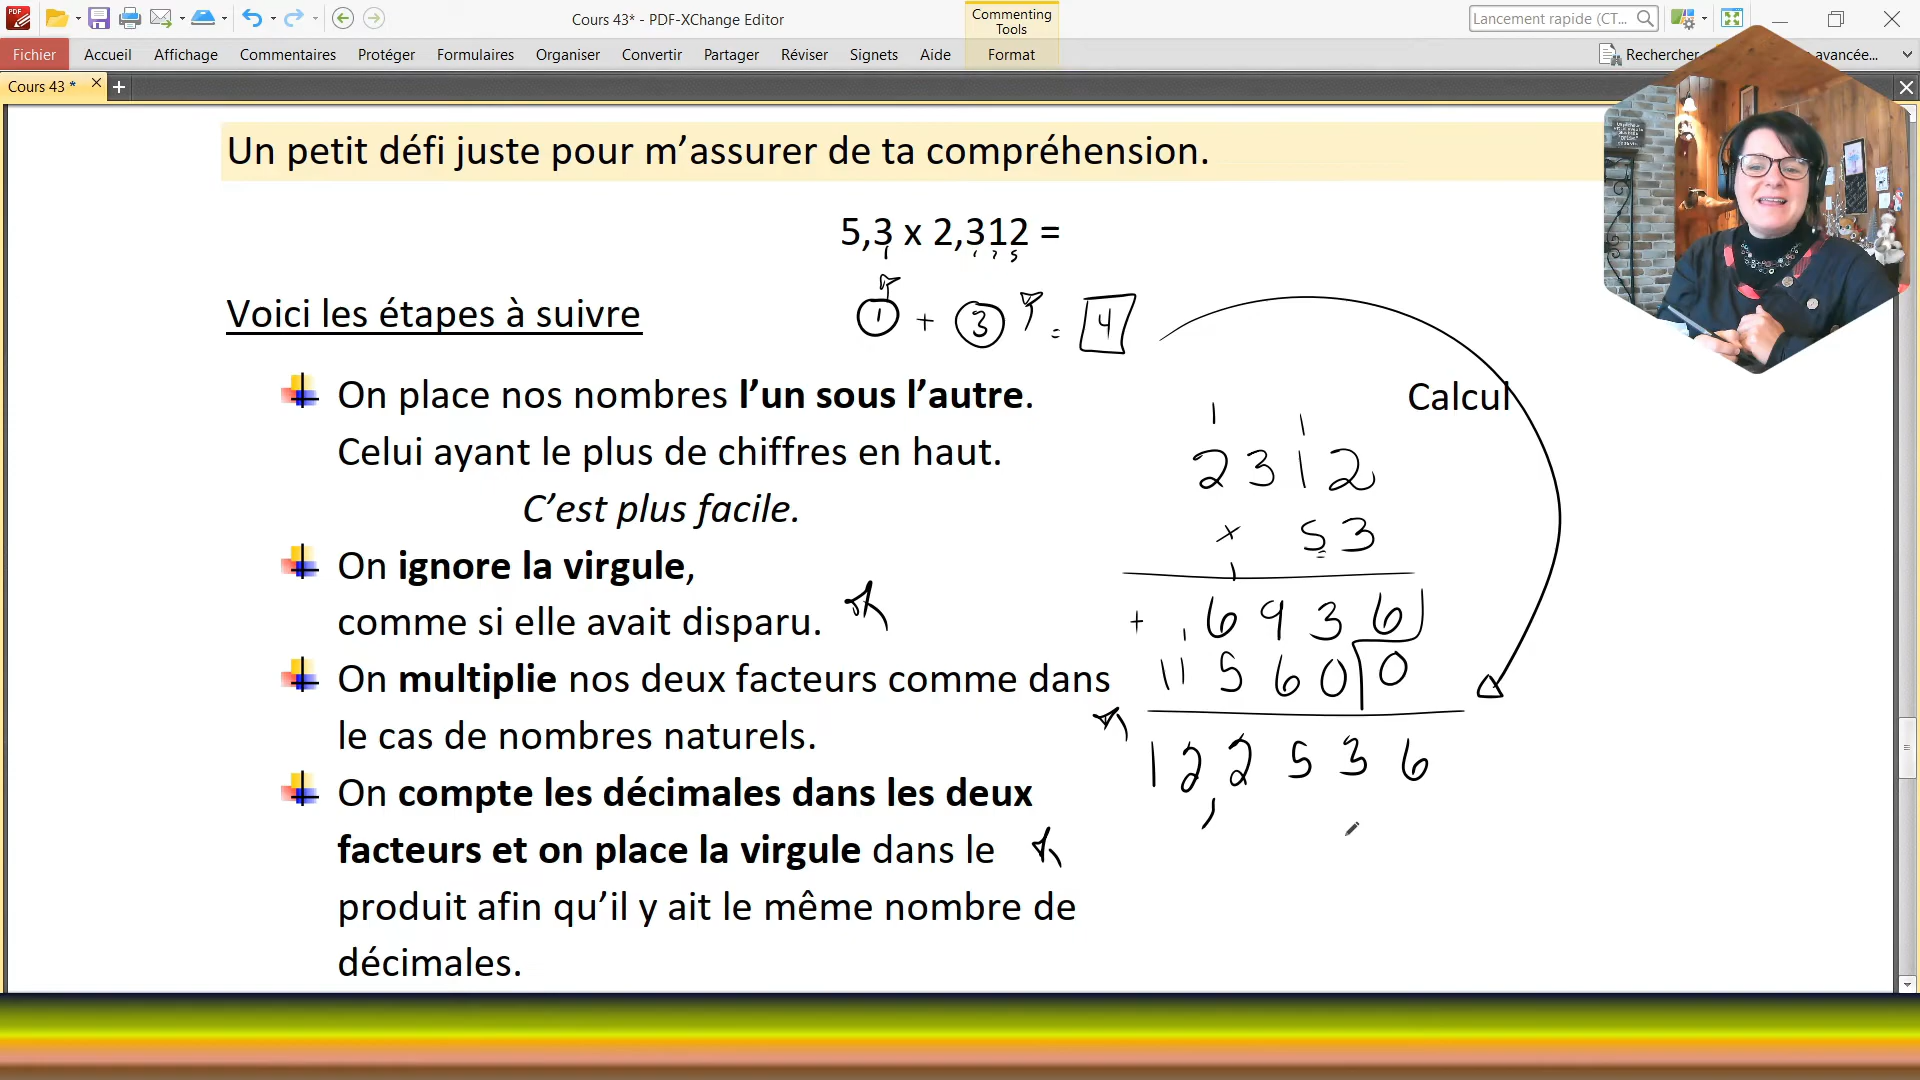 Cours 43* - PDF-XChange Editor
Commenting
Tools
Lancement rapide (CT...
Fichier Accueil Affichage Commentaires Protéger Formulaires Organiser Convertir Partager Réviser Signets Aide Format Rechercher avancée...
Cours 43 * × +
Un petit défi juste pour m’assurer de ta compréhension.
5,3 x 2,312 =
1 + 3 = 4
Voici les étapes à suivre
On place nos nombres l’un sous l’autre.
Celui ayant le plus de chiffres en haut.
C’est plus facile.
On ignore la virgule,
comme si elle avait disparu.
On multiplie nos deux facteurs comme dans
le cas de nombres naturels.
On compte les décimales dans les deux
facteurs et on place la virgule dans le
produit afin qu’il y ait le même nombre de
décimales.
Calcul
1 1
2312
x 53
1
+ 6936
1
115600
12,2536